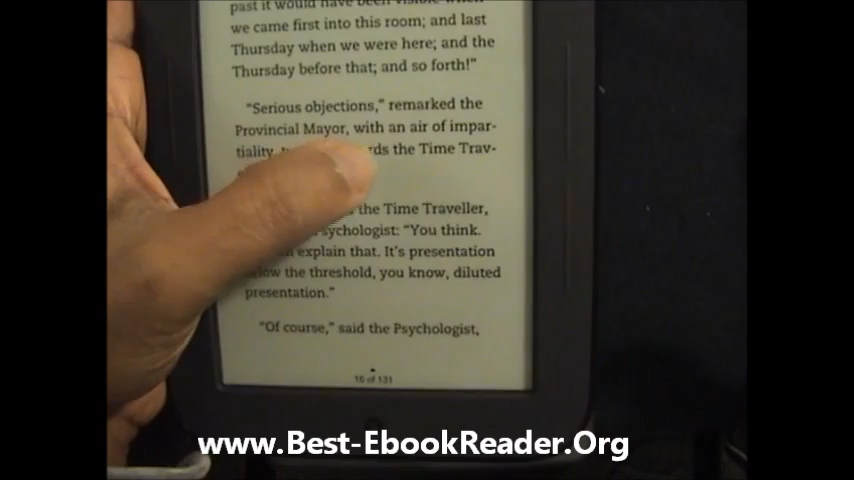 past it would have been visible when
we came first into this room; and last
Thursday when we were here; and the
Thursday before that; and so forth!"
"Serious objections," remarked the
Provincial Mayor, with an air of impar-
tiality, the Time Trav-
the Time Traveller,
"You think.
explain that. It's presentation
the threshold, you know, diluted
presentation."
"Of course," said the Psychologist,
16 of 131
www.Best-EbookReader.Org